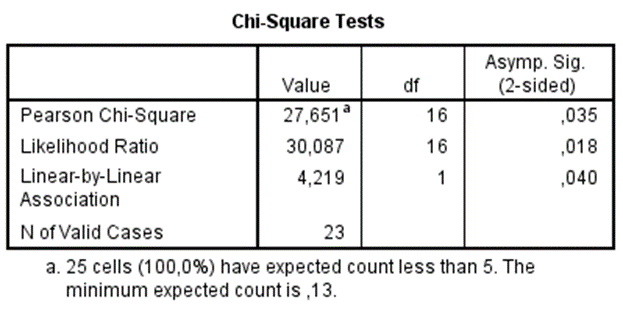 Chi-Square Tests
Value df Asymp. Sig. (2-sided)
Pearson Chi-Square 27,651a 16 ,035
Likelihood Ratio 30,087 16 ,018
Linear-by-Linear Association 4,219 1 ,040
N of Valid Cases 23
a. 25 cells (100,0%) have expected count less than 5. The
minimum expected count is ,13.